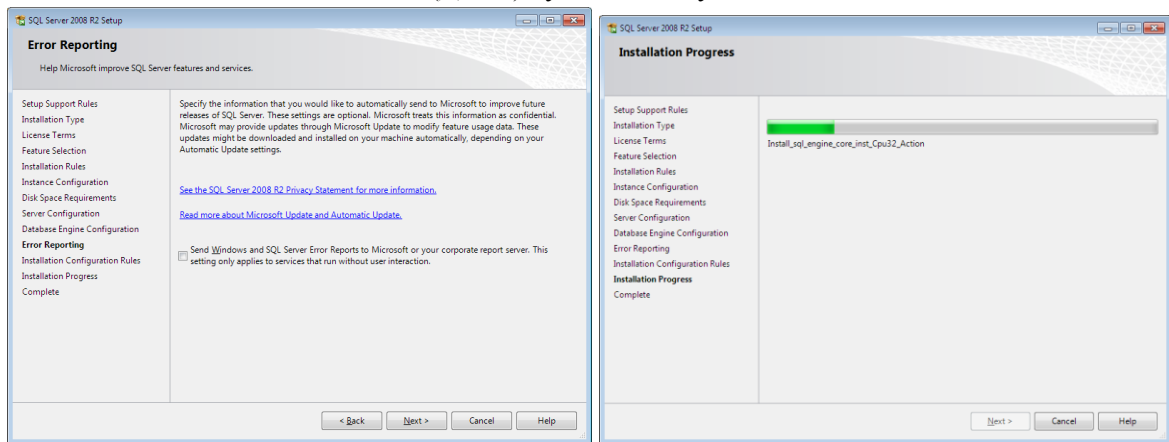 SQL Server 2008 R2 Setup
Error Reporting
Help Microsoft improve SQL Server features and services.
Setup Support Rules
Installation Type
License Terms
Feature Selection
Installation Rules
Instance Configuration
Disk Space Requirements
Server Configuration
Database Engine Configuration
Error Reporting
Installation Configuration Rules
Installation Progress
Complete
Specify the information that you would like to automatically send to Microsoft to improve future
releases of SQL Server. These settings are optional. Microsoft treats this information as confidential.
Microsoft may provide updates through Microsoft Update to modify feature usage data. These
updates might be downloaded and installed on your machine automatically, depending on your
Automatic Update settings.
See the SQL Server 2008 R2 Privacy Statement for more information.
Read more about Microsoft Update and Automatic Update.
Send Windows and SQL Server Error Reports to Microsoft or your corporate report server. This
setting only applies to services that run without user interaction.
< Back
Next >
Cancel
Help
SQL Server 2008 R2 Setup
Installation Progress
Setup Support Rules
Installation Type
License Terms
Feature Selection
Installation Rules
Instance Configuration
Disk Space Requirements
Server Configuration
Database Engine Configuration
Error Reporting
Installation Configuration Rules
Installation Progress
Complete
Install_sql_engine_core_inst_Cpu32_Action
Next >
Cancel
Help